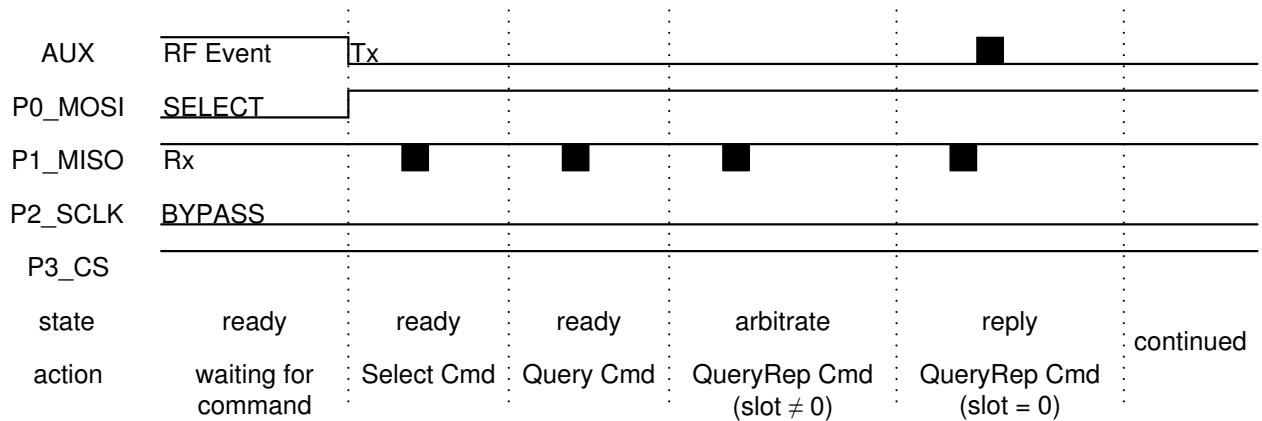 AUX RF Event Tx
P0_MOSI SELECT
P1_MISO Rx
P2_SCLK BYPASS
P3_CS
state ready ready ready arbitrate reply
continued
action waiting for Select Cmd Query Cmd QueryRep Cmd QueryRep Cmd
command (slot ≠ 0) (slot = 0)